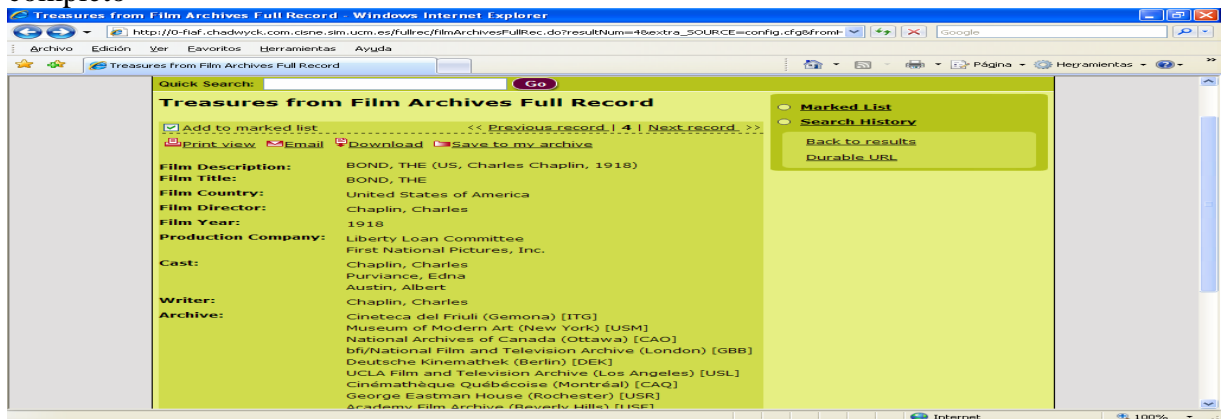 completo
Treasures from Film Archives Full Record - Windows Internet Explorer
http://0-fiaf.chadwyck.com.cisne.sim.ucm.es/fullrec/filmArchivesFullRec.do?resultNum=4&extra_SOURCE=config.cfg&from
Google
Archivo Edición Ver Favoritos Herramientas Ayuda
Treasures from Film Archives Full Record
Página Herramientas
Quick Search: Go
Treasures from Film Archives Full Record
Add to marked list << Previous record | 4 | Next record >>
Print view Email Download Save to my archive
Film Description: BOND, THE (US, Charles Chaplin, 1918)
Film Title: BOND, THE
Film Country: United States of America
Film Director: Chaplin, Charles
Film Year: 1918
Production Company: Liberty Loan Committee
First National Pictures, Inc.
Cast: Chaplin, Charles
Purviance, Edna
Austin, Albert
Writer: Chaplin, Charles
Archive: Cineteca del Friuli (Gemona) [ITG]
Museum of Modern Art (New York) [USM]
National Archives of Canada (Ottawa) [CAO]
bfi/National Film and Television Archive (London) [GBB]
Deutsche Kinemathek (Berlin) [DEK]
UCLA Film and Television Archive (Los Angeles) [USL]
Cinémathèque Québécoise (Montréal) [CAQ]
George Eastman House (Rochester) [USR]
Academy Film Archive (Beverly Hills) [USF]
Marked List
Search History
Back to results
Durable URL
Internet 100%